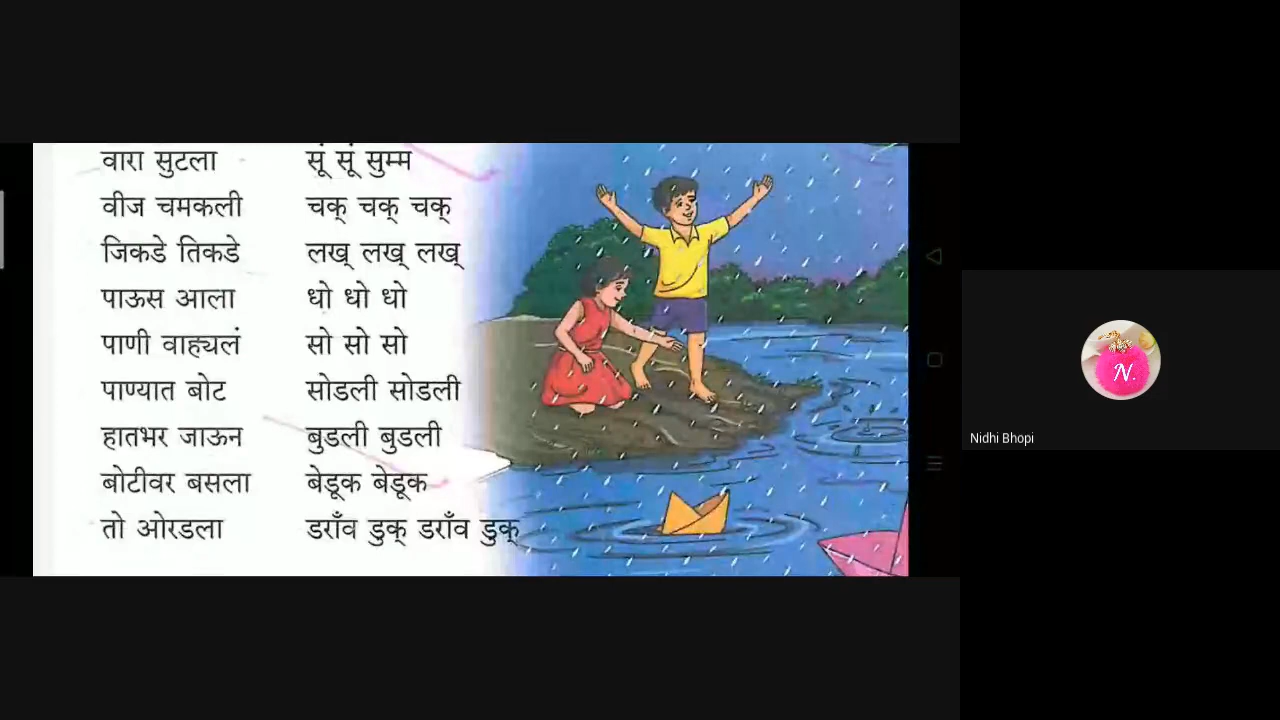 वारा सुटला सूं सूं सुम्म
वीज चमकली चक् चक् चक्
जिकडे तिकडे लख् लख् लख्
पाऊस आला धो धो धो
पाणी वाह्यलं सो सो सो
पाण्यात बोट सोडली सोडली
हातभर जाऊन बुडली बुडली
बोटीवर बसला बेडूक बेडूक
तो ओरडला डराँव डुक् डराँव डुक्
N.
Nidhi Bhopi